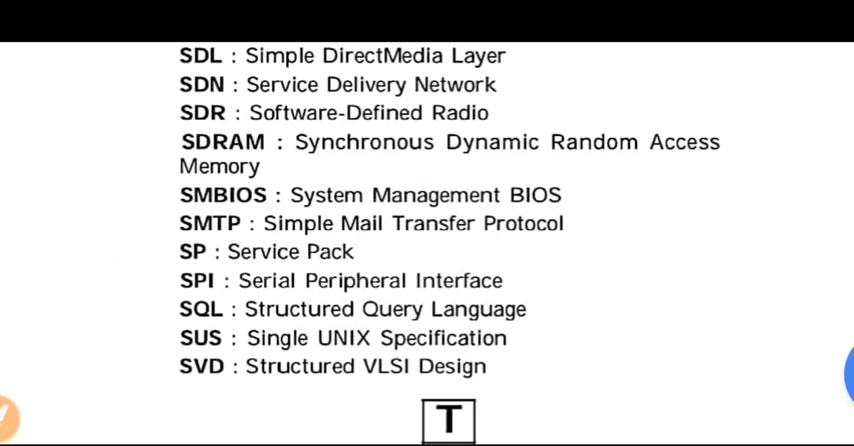 SDL : Simple DirectMedia Layer
SDN : Service Delivery Network
SDR : Software-Defined Radio
SDRAM : Synchronous Dynamic Random Access
Memory
SMBIOS : System Management BIOS
SMTP : Simple Mail Transfer Protocol
SP : Service Pack
SPI : Serial Peripheral Interface
SQL : Structured Query Language
SUS : Single UNIX Specification
SVD : Structured VLSI Design
T